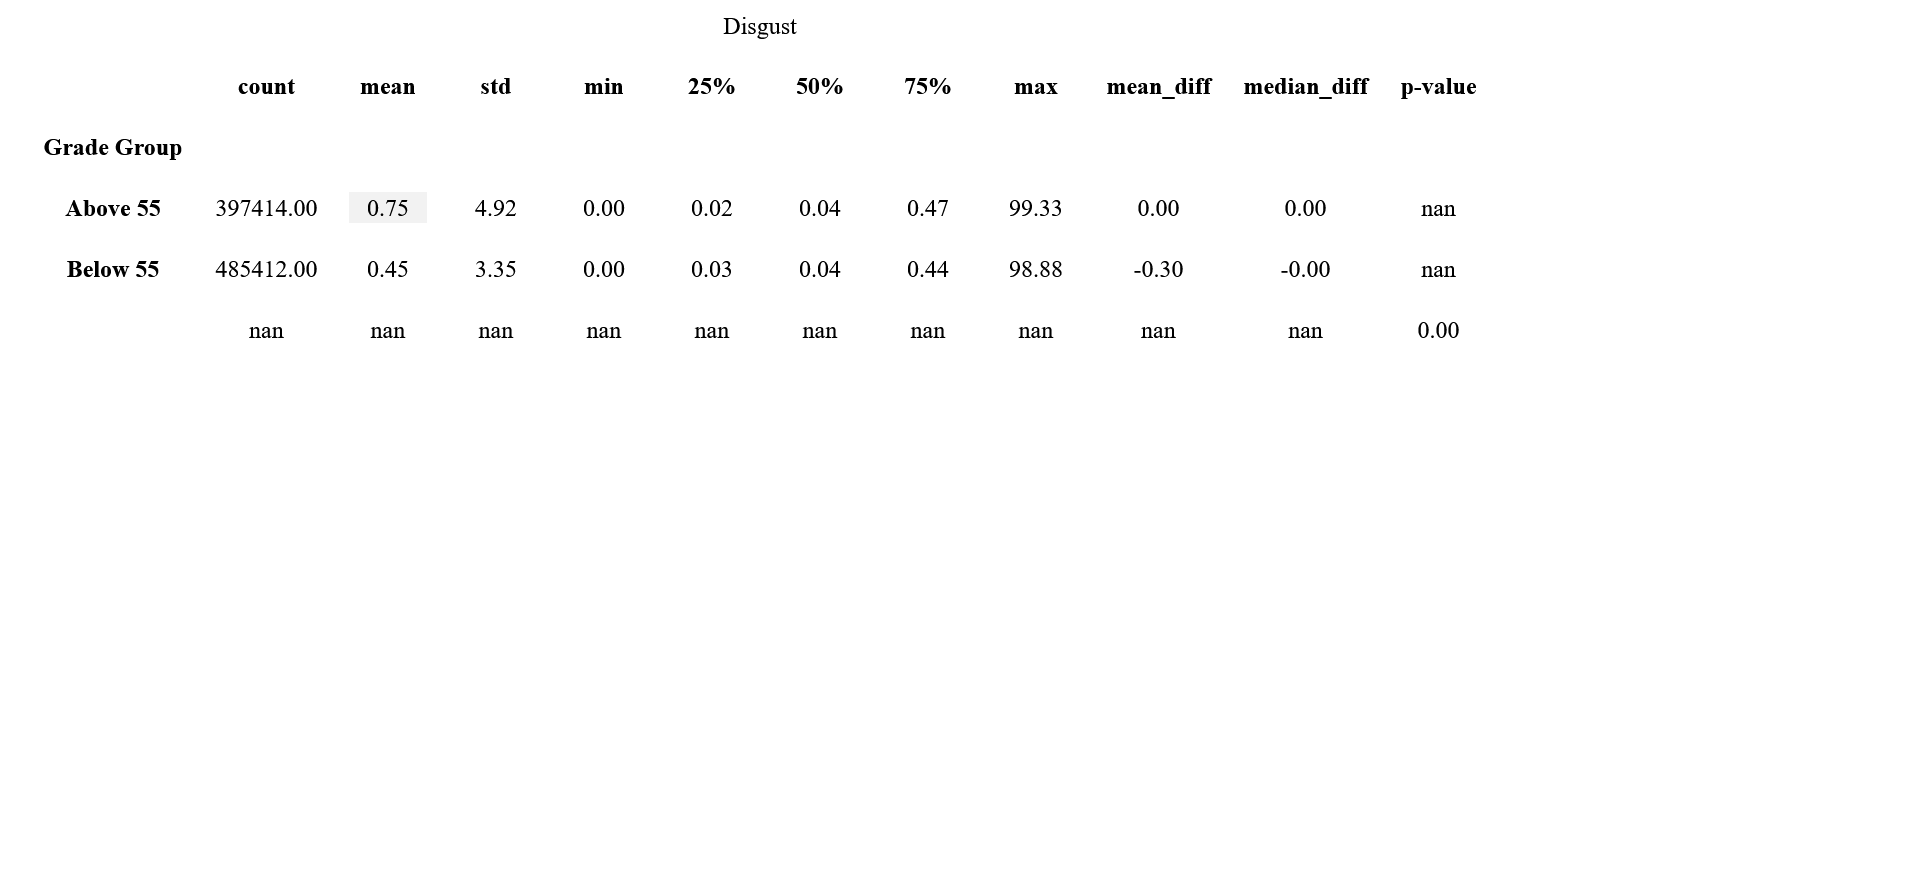 Disgust
count mean std min 25% 50% 75% max mean_diff median_diff p-value
Grade Group
Above 55 397414.00 0.75 4.92 0.00 0.02 0.04 0.47 99.33 0.00 0.00 nan
Below 55 485412.00 0.45 3.35 0.00 0.03 0.04 0.44 98.88 -0.30 -0.00 nan
nan nan nan nan nan nan nan nan nan nan 0.00